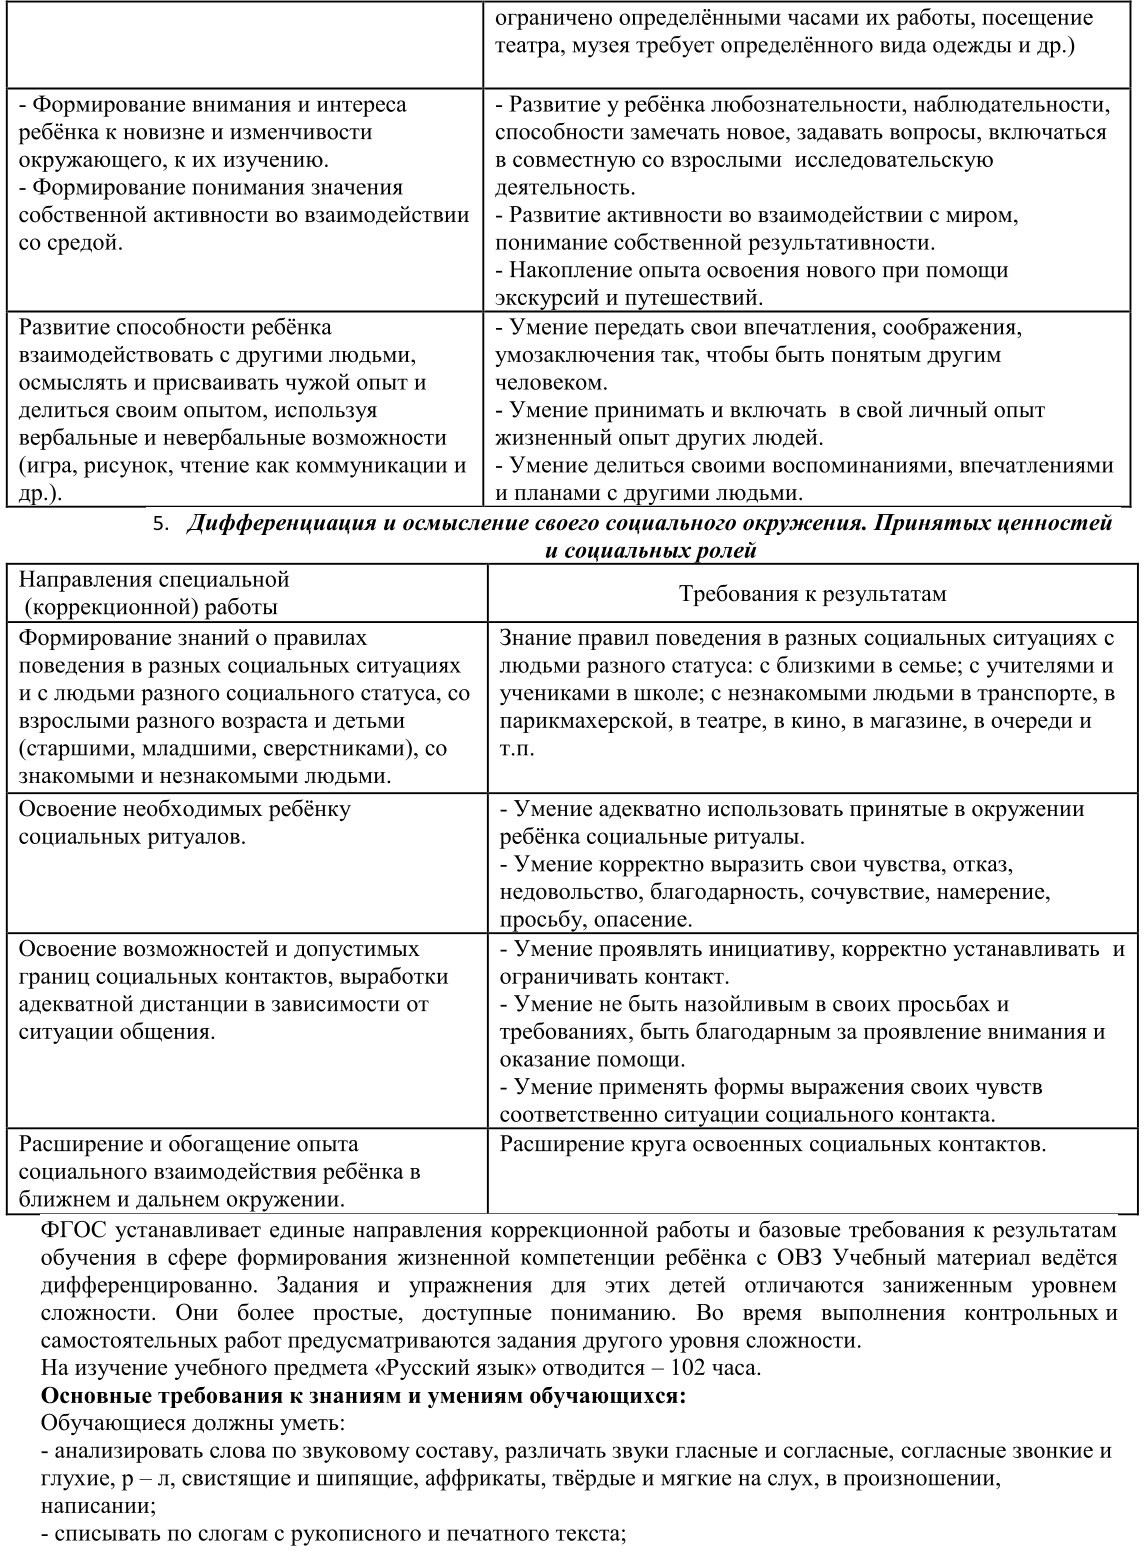 ограничено определёнными часами их работы, посещение
театра, музея требует определённого вида одежды и др.)
- Формирование внимания и интереса
ребёнка к новизне и изменчивости
окружающего, к их изучению.
- Формирование понимания значения
собственной активности во взаимодействии
со средой.
- Развитие у ребёнка любознательности, наблюдательности,
способности замечать новое, задавать вопросы, включаться
в совместную со взрослыми исследовательскую
деятельность.
- Развитие активности во взаимодействии с миром,
понимание собственной результативности.
- Накопление опыта освоения нового при помощи
экскурсий и путешествий.
Развитие способности ребёнка
взаимодействовать с другими людьми,
осмыслять и присваивать чужой опыт и
делиться своим опытом, используя
вербальные и невербальные возможности
(игра, рисунок, чтение как коммуникации и
др.).
- Умение передать свои впечатления, соображения,
умозаключения так, чтобы быть понятым другим
человеком.
- Умение принимать и включать в свой личный опыт
жизненный опыт других людей.
- Умение делиться своими воспоминаниями, впечатлениями
и планами с другими людьми.
5. Дифференциация и осмысление своего социального окружения. Принятых ценностей
и социальных ролей
Направления специальной
(коррекционной) работы
Требования к результатам
Формирование знаний о правилах
поведения в разных социальных ситуациях
и с людьми разного социального статуса, со
взрослыми разного возраста и детьми
(старшими, младшими, сверстниками), со
знакомыми и незнакомыми людьми.
Знание правил поведения в разных социальных ситуациях с
людьми разного статуса: с близкими в семье; с учителями и
учениками в школе; с незнакомыми людьми в транспорте, в
парикмахерской, в театре, в кино, в магазине, в очереди и
т.п.
Освоение необходимых ребёнку
социальных ритуалов.
- Умение адекватно использовать принятые в окружении
ребёнка социальные ритуалы.
- Умение корректно выразить свои чувства, отказ,
недовольство, благодарность, сочувствие, намерение,
просьбу, опасение.
Освоение возможностей и допустимых
границ социальных контактов, выработки
адекватной дистанции в зависимости от
ситуации общения.
- Умение проявлять инициативу, корректно устанавливать и
ограничивать контакт.
- Умение не быть назойливым в своих просьбах и
требованиях, быть благодарным за проявление внимания и
оказание помощи.
- Умение применять формы выражения своих чувств
соответственно ситуации социального контакта.
Расширение и обогащение опыта
социального взаимодействия ребёнка в
ближнем и дальнем окружении.
Расширение круга освоенных социальных контактов.
ФГОС устанавливает единые направления коррекционной работы и базовые требования к результатам
обучения в сфере формирования жизненной компетенции ребёнка с ОВЗ Учебный материал ведётся
дифференцированно. Задания и упражнения для этих детей отличаются заниженным уровнем
сложности. Они более простые, доступные пониманию. Во время выполнения контрольных и
самостоятельных работ предусматриваются задания другого уровня сложности.
На изучение учебного предмета «Русский язык» отводится – 102 часа.
Основные требования к знаниям и умениям обучающихся:
Обучающиеся должны уметь:
- анализировать слова по звуковому составу, различать звуки гласные и согласные, согласные звонкие и
глухие, р – л, свистящие и шипящие, аффрикаты, твёрдые и мягкие на слух, в произношении,
написании;
- списывать по слогам с рукописного и печатного текста;